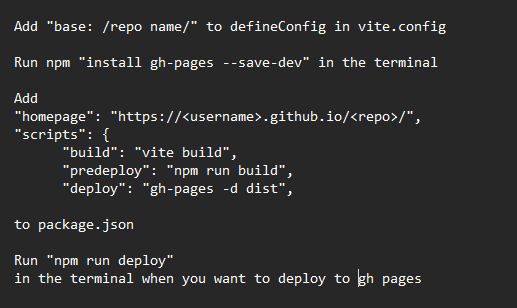 Add "base: /repo name/" to defineConfig in vite.config
Run npm "install gh-pages --save-dev" in the terminal
Add
"homepage": "https://<username>.github.io/<repo>/",
"scripts": {
"build": "vite build",
"predeploy": "npm run build",
"deploy": "gh-pages -d dist",
to package.json
Run "npm run deploy"
in the terminal when you want to deploy to gh pages